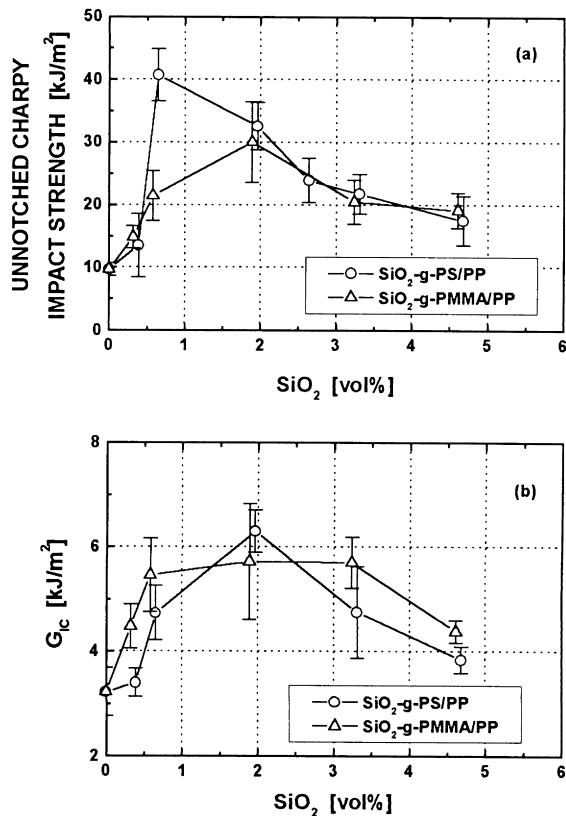 50
40
30
20
10
0
UNNOTCHED CHARPY
IMPACT STRENGTH [kJ/m²]
(a)
SiO₂-g-PS/PP
SiO₂-g-PMMA/PP
0 1 2 3 4 5 6
SiO₂ [vol%]
8
6
4
2
G_IC [kJ/m²]
(b)
SiO₂-g-PS/PP
SiO₂-g-PMMA/PP
0 1 2 3 4 5 6
SiO₂ [vol%]